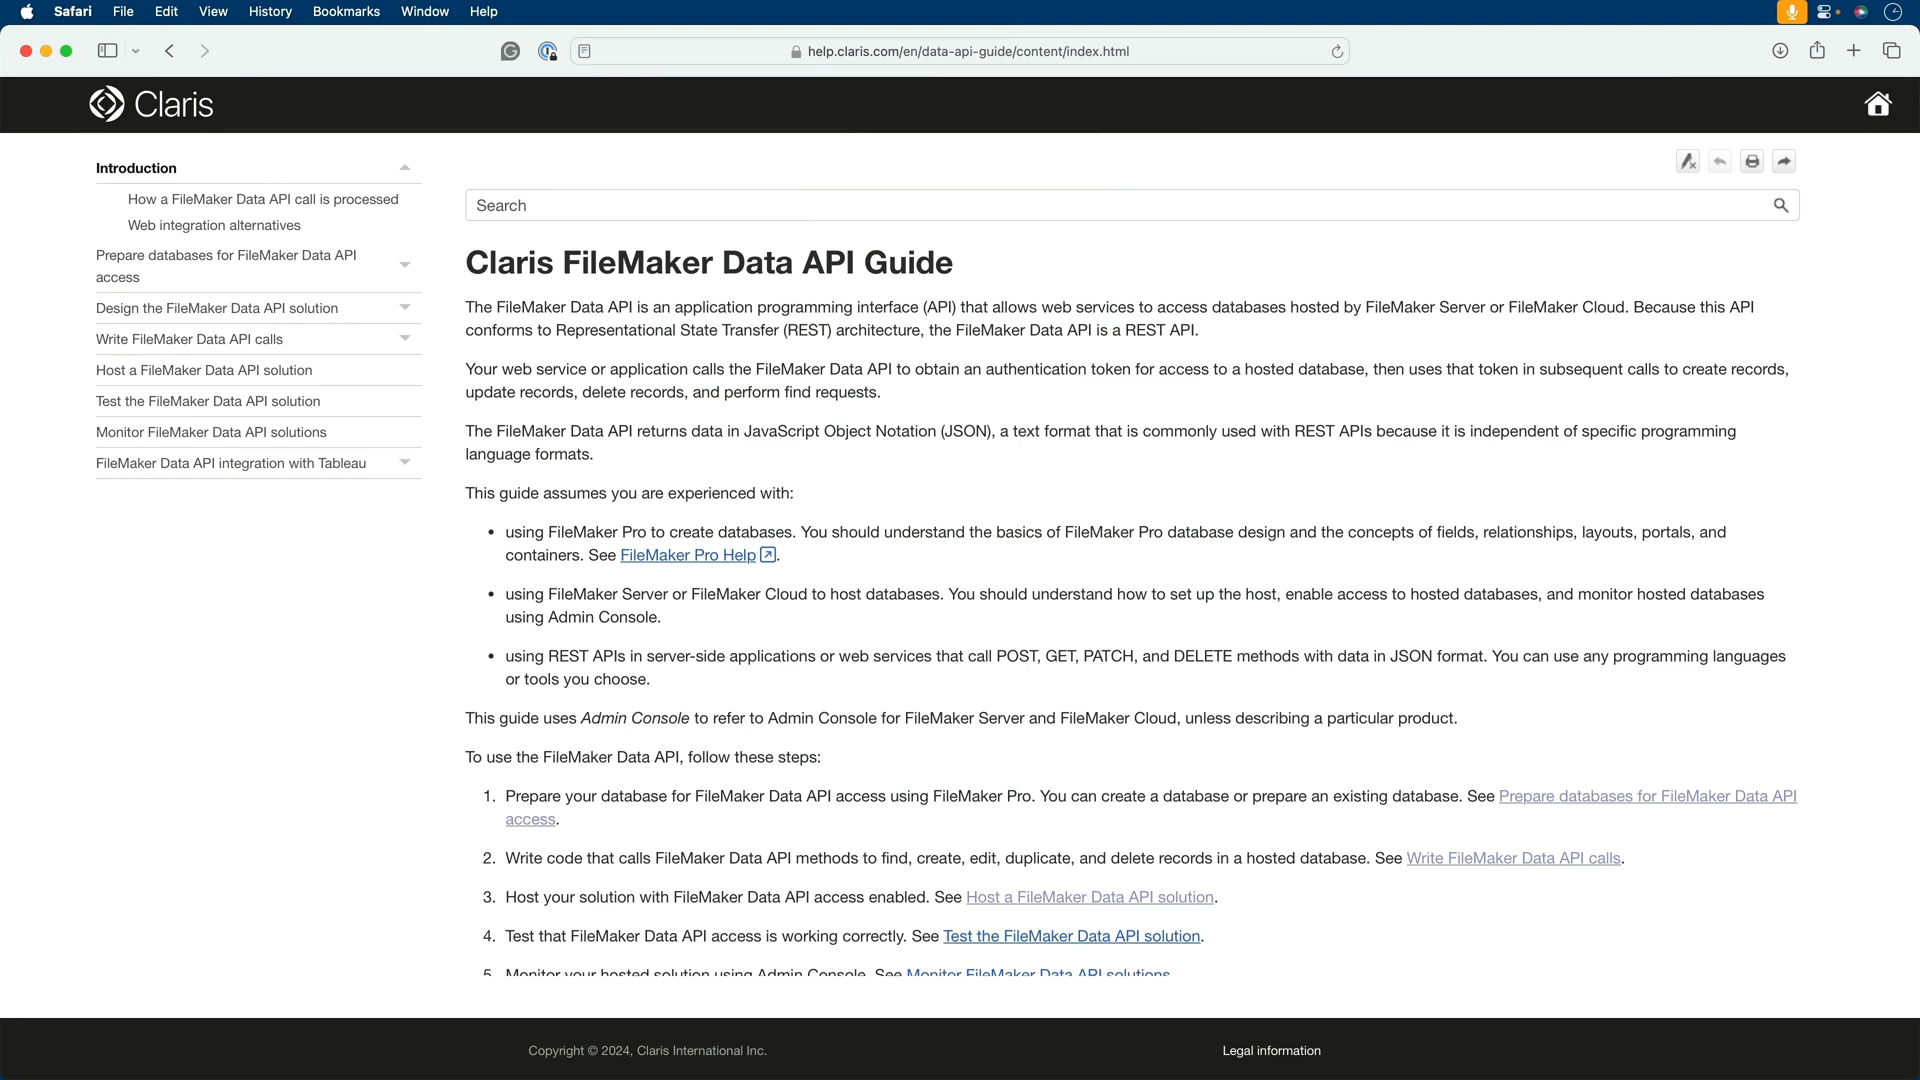 Safari File Edit View History Bookmarks Window Help
help.claris.com/en/data-api-guide/content/index.html
Claris
Introduction
How a FileMaker Data API call is processed
Web integration alternatives
Prepare databases for FileMaker Data API
access
Design the FileMaker Data API solution
Write FileMaker Data API calls
Host a FileMaker Data API solution
Test the FileMaker Data API solution
Monitor FileMaker Data API solutions
FileMaker Data API integration with Tableau
Search
Claris FileMaker Data API Guide
The FileMaker Data API is an application programming interface (API) that allows web services to access databases hosted by FileMaker Server or FileMaker Cloud. Because this API
conforms to Representational State Transfer (REST) architecture, the FileMaker Data API is a REST API.
Your web service or application calls the FileMaker Data API to obtain an authentication token for access to a hosted database, then uses that token in subsequent calls to create records,
update records, delete records, and perform find requests.
The FileMaker Data API returns data in JavaScript Object Notation (JSON), a text format that is commonly used with REST APIs because it is independent of specific programming
language formats.
This guide assumes you are experienced with:
• using FileMaker Pro to create databases. You should understand the basics of FileMaker Pro database design and the concepts of fields, relationships, layouts, portals, and
containers. See FileMaker Pro Help.
• using FileMaker Server or FileMaker Cloud to host databases. You should understand how to set up the host, enable access to hosted databases, and monitor hosted databases
using Admin Console.
• using REST APIs in server-side applications or web services that call POST, GET, PATCH, and DELETE methods with data in JSON format. You can use any programming languages
or tools you choose.
This guide uses Admin Console to refer to Admin Console for FileMaker Server and FileMaker Cloud, unless describing a particular product.
To use the FileMaker Data API, follow these steps:
1. Prepare your database for FileMaker Data API access using FileMaker Pro. You can create a database or prepare an existing database. See Prepare databases for FileMaker Data API
access.
2. Write code that calls FileMaker Data API methods to find, create, edit, duplicate, and delete records in a hosted database. See Write FileMaker Data API calls.
3. Host your solution with FileMaker Data API access enabled. See Host a FileMaker Data API solution.
4. Test that FileMaker Data API access is working correctly. See Test the FileMaker Data API solution.
5. Monitor your hosted solution using Admin Console. See Monitor FileMaker Data API solutions
Copyright © 2024, Claris International Inc.
Legal information